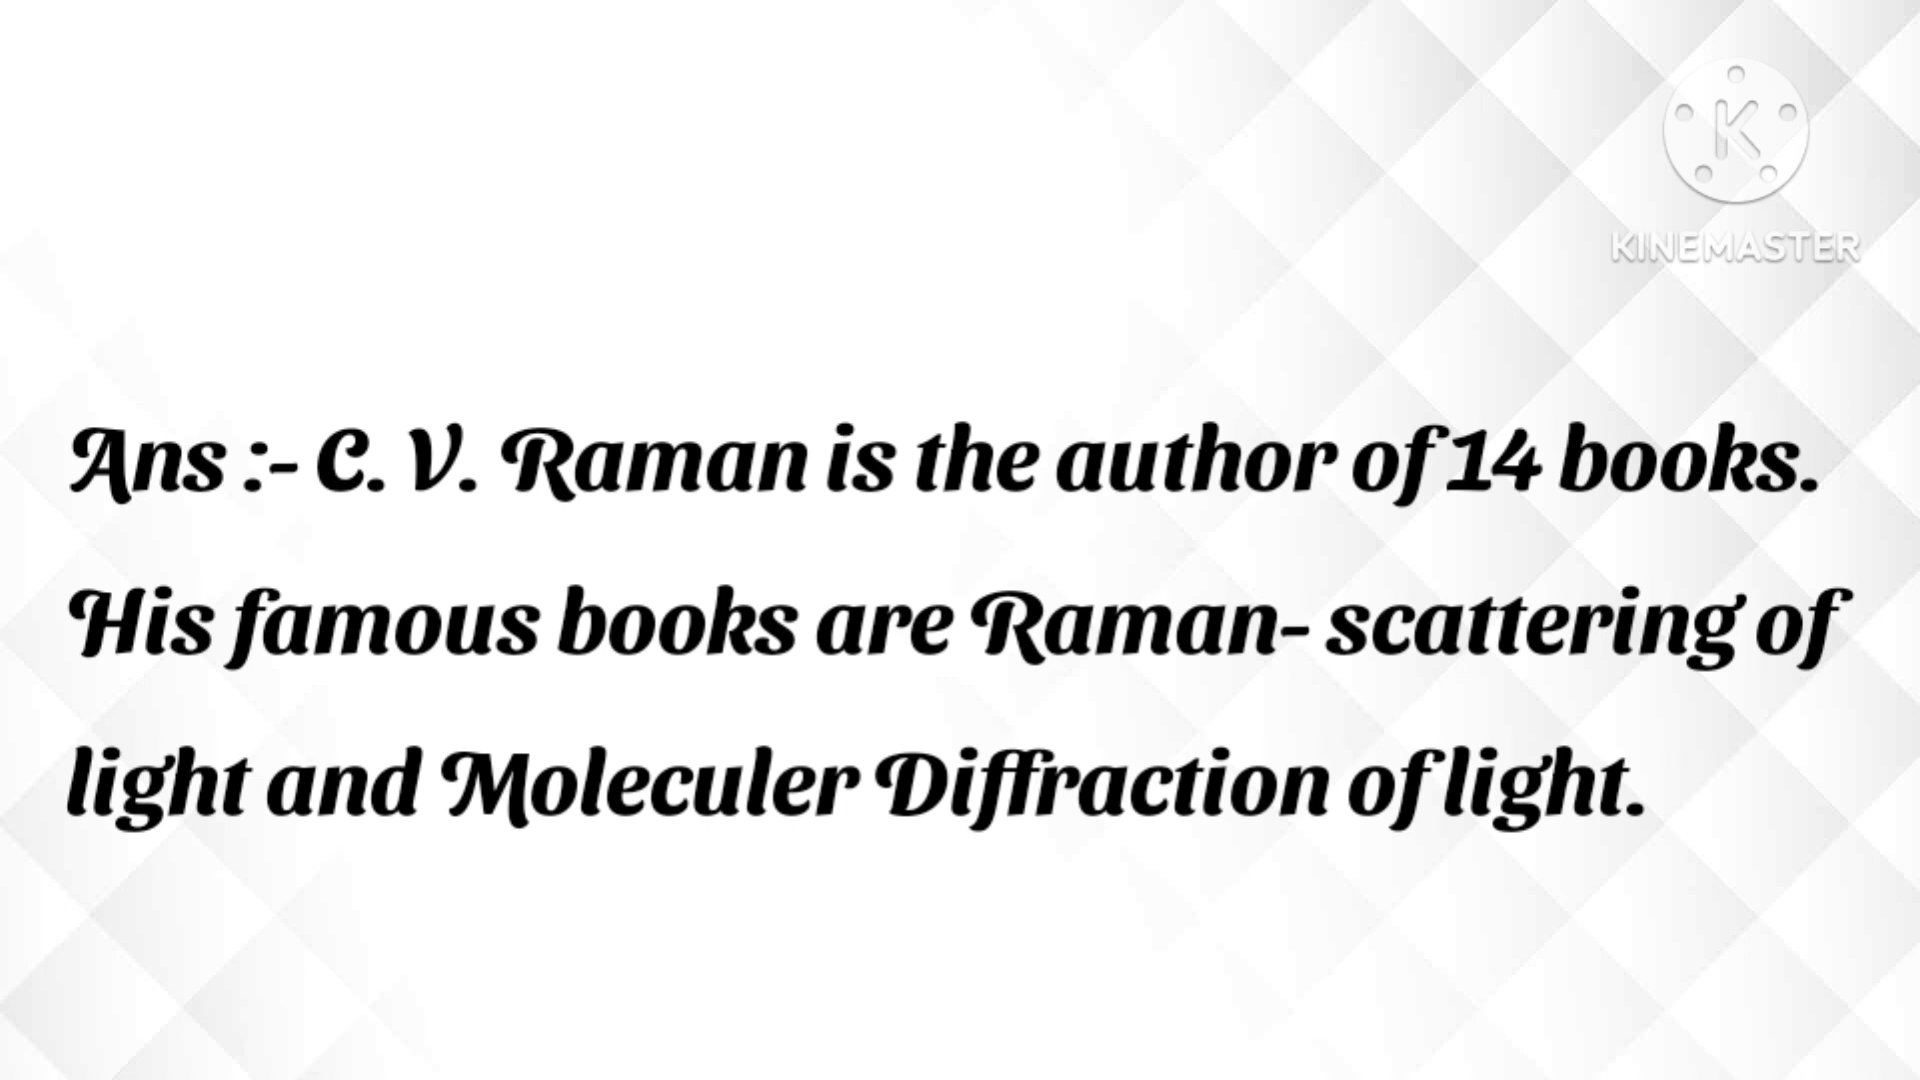 KINEMASTER
Ans :- C. V. Raman is the author of 14 books.
His famous books are Raman- scattering of
light and Moleculer Diffraction of light.